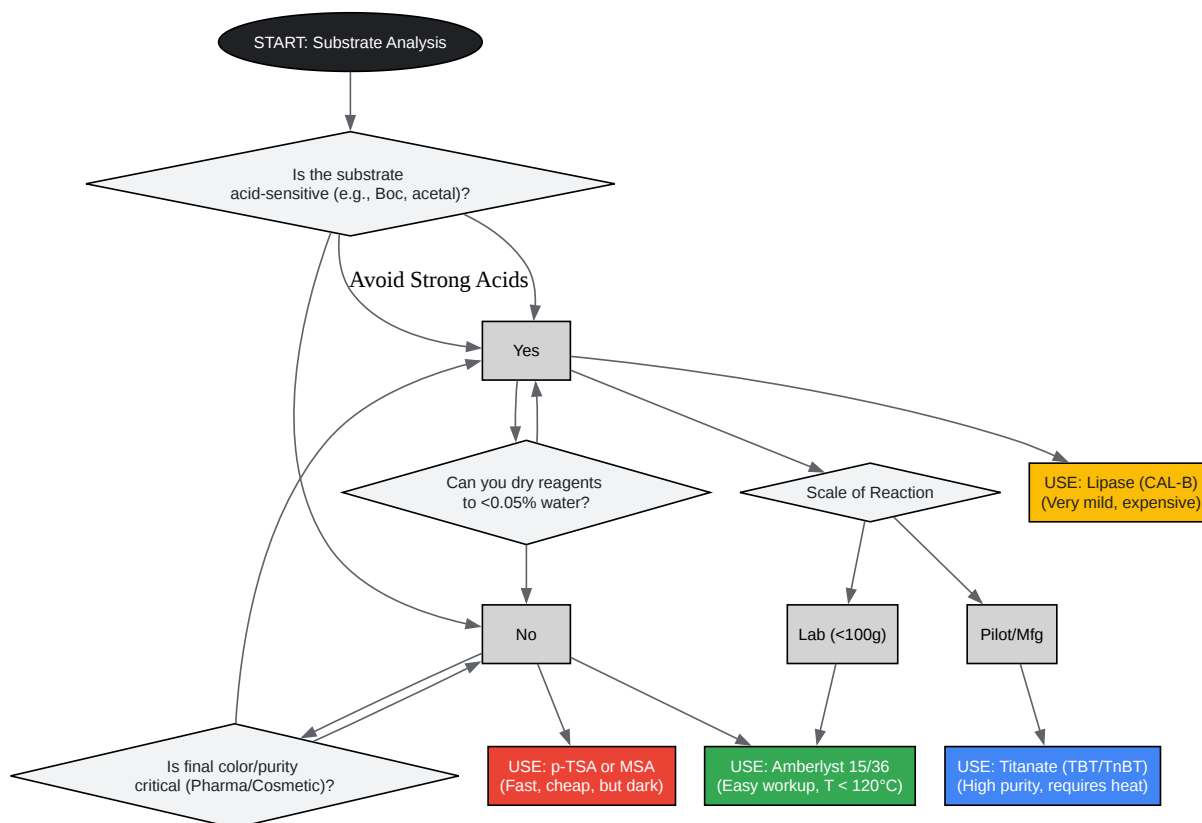 START: Substrate Analysis
Is the substrate
acid-sensitive (e.g., Boc, acetal)?
Avoid Strong Acids
Yes
Can you dry reagents
to <0.05% water?
Scale of Reaction
USE: Lipase (CAL-B)
(Very mild, expensive)
No
Lab (<100g)
Pilot/Mfg
Is final color/purity
critical (Pharma/Cosmetic)?
USE: p-TSA or MSA
(Fast, cheap, but dark)
USE: Amberlyst 15/36
(Easy workup, T < 120°C)
USE: Titanate (TBT/TnBT)
(High purity, requires heat)